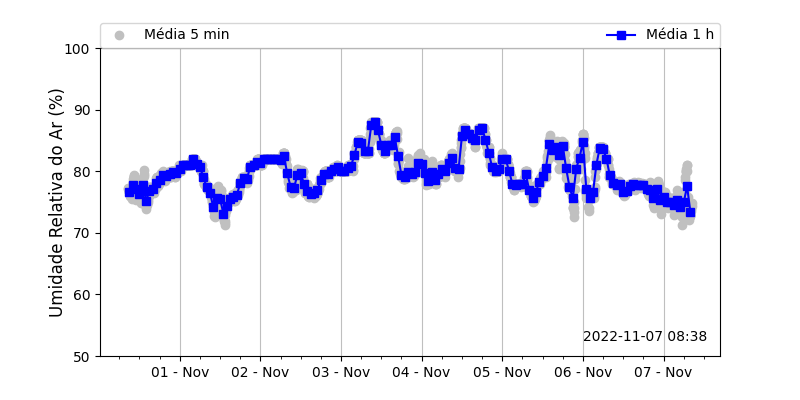 Média 5 min
Média 1 h
Umidade Relativa do Ar (%)
100
90
80
70
60
50
2022-11-07 08:38
01 - Nov
02 - Nov
03 - Nov
04 - Nov
05 - Nov
06 - Nov
07 - Nov